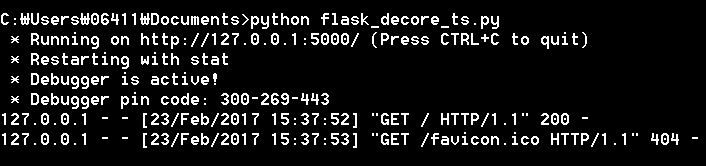 C:₩Users₩06411₩Documents>python flask_decore_ts.py
 * Running on http://127.0.0.1:5000/ (Press CTRL+C to quit)
 * Restarting with stat
 * Debugger is active!
 * Debugger pin code: 300-269-443
127.0.0.1 - - [23/Feb/2017 15:37:52] "GET / HTTP/1.1" 200 -
127.0.0.1 - - [23/Feb/2017 15:37:53] "GET /favicon.ico HTTP/1.1" 404 -